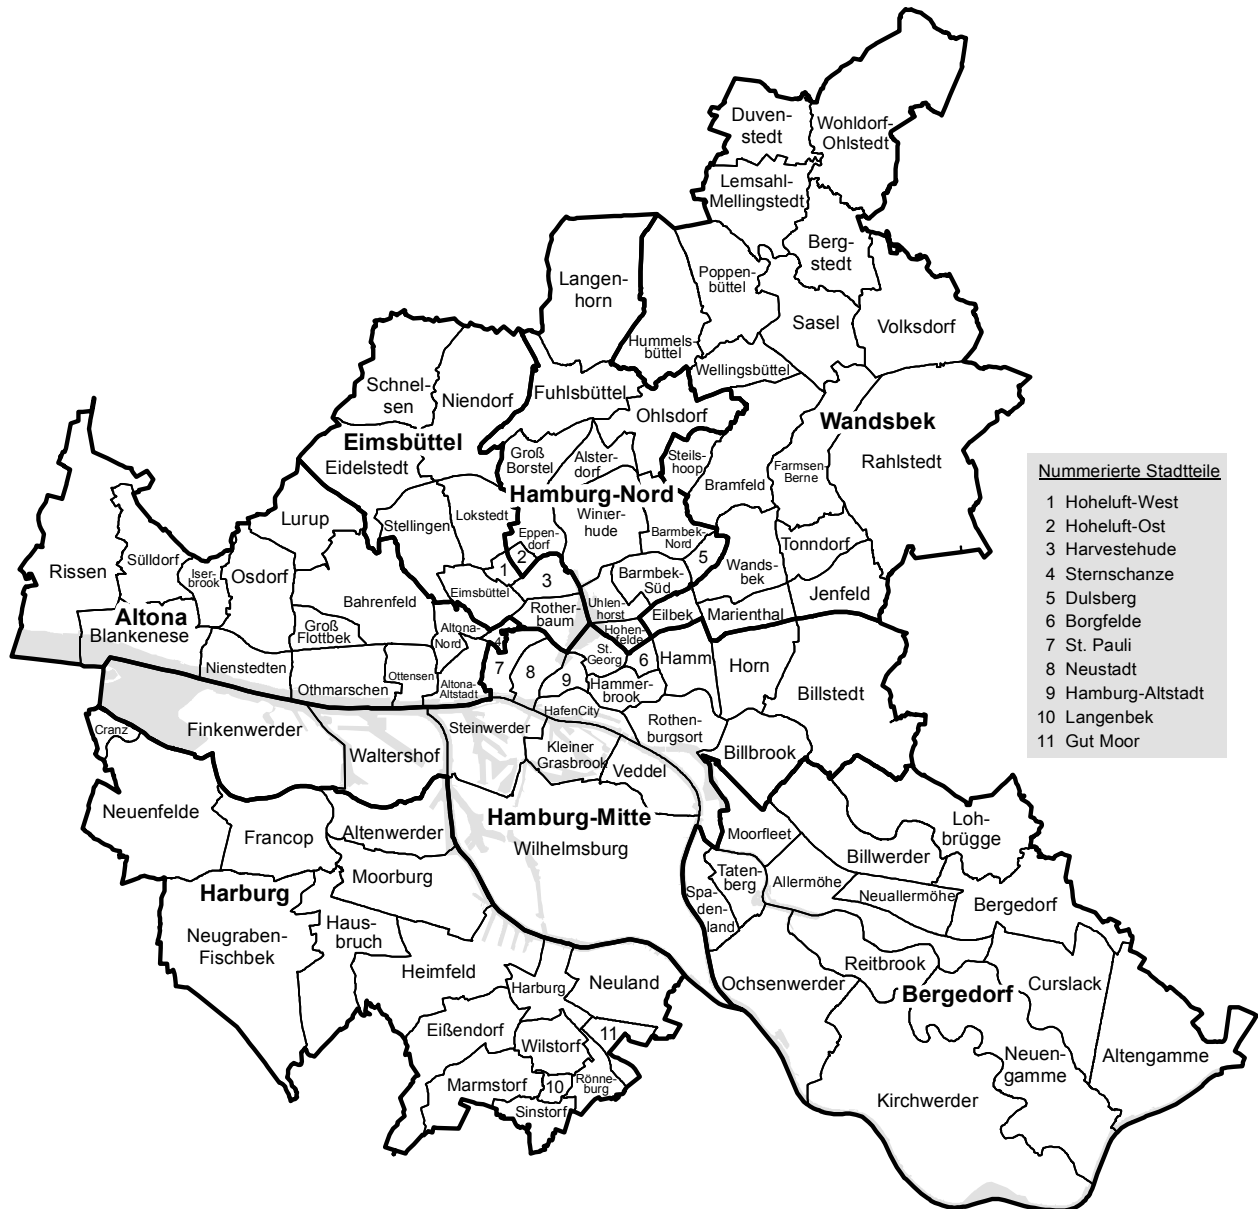 Duven-
stedt
Wohldorf-
Ohlstedt
Lemsahl-
Mellingstedt
Berg-
stedt
Langen-
horn
Poppen-
büttel
Hummels-
büttel
Sasel
Volksdorf
Wellingsbüttel
Schnel-
sen
Niendorf
Fuhlsbüttel
Ohlsdorf
Wandsbek
Eimsbüttel
Eidelstedt
Groß
Borstel
Alster-
dorf
Steils-
hoop
Bramfeld
Farmsen-
Berne
Rahlstedt
Hamburg-Nord
Lurup
Stellingen
Lokstedt
Eppen-
dorf
Winter-
hude
Barmbek-
Nord
Tonndorf
Rissen
Sülldorf
Iser-
brook
Osdorf
1
2
3
5
Wands-
bek
Jenfeld
Barmbek-
Süd
Eimsbüttel
Bahrenfeld
Altona
Blankenese
Groß
Flottbek
Altona-
Nord
4
Rother-
baum
Uhlen-
horst
Hohen-
felde
Eilbek
Marienthal
Nienstedten
Othmarschen
Ottensen
Altona-
Altstadt
7
8
9
St.
Georg
6
Hamm
Horn
Billstedt
Hammer-
brook
HafenCity
Rothen-
burgsort
Billbrook
Cranz
Finkenwerder
Waltershof
Steinwerder
Kleiner
Grasbrook
Veddel
Neuenfelde
Francop
Altenwerder
Hamburg-Mitte
Wilhelmsburg
Moorfleet
Loh-
brügge
Billwerder
Harburg
Moorburg
Spa-
den-
land
Taten-
berg
Allermöhe
Neuallermöhe
Bergedorf
Neugraben-
Fischbek
Haus-
bruch
Heimfeld
Harburg
Neuland
Ochsenwerder
Reitbrook
Bergedorf
Curslack
Eißendorf
Wilstorf
11
Marmstorf
10
Rönne-
burg
Sinstorf
Neuen-
gamme
Altengamme
Kirchwerder
Nummerierte Stadtteile
1 Hoheluft-West
2 Hoheluft-Ost
3 Harvestehude
4 Sternschanze
5 Dulsberg
6 Borgfelde
7 St. Pauli
8 Neustadt
9 Hamburg-Altstadt
10 Langenbek
11 Gut Moor